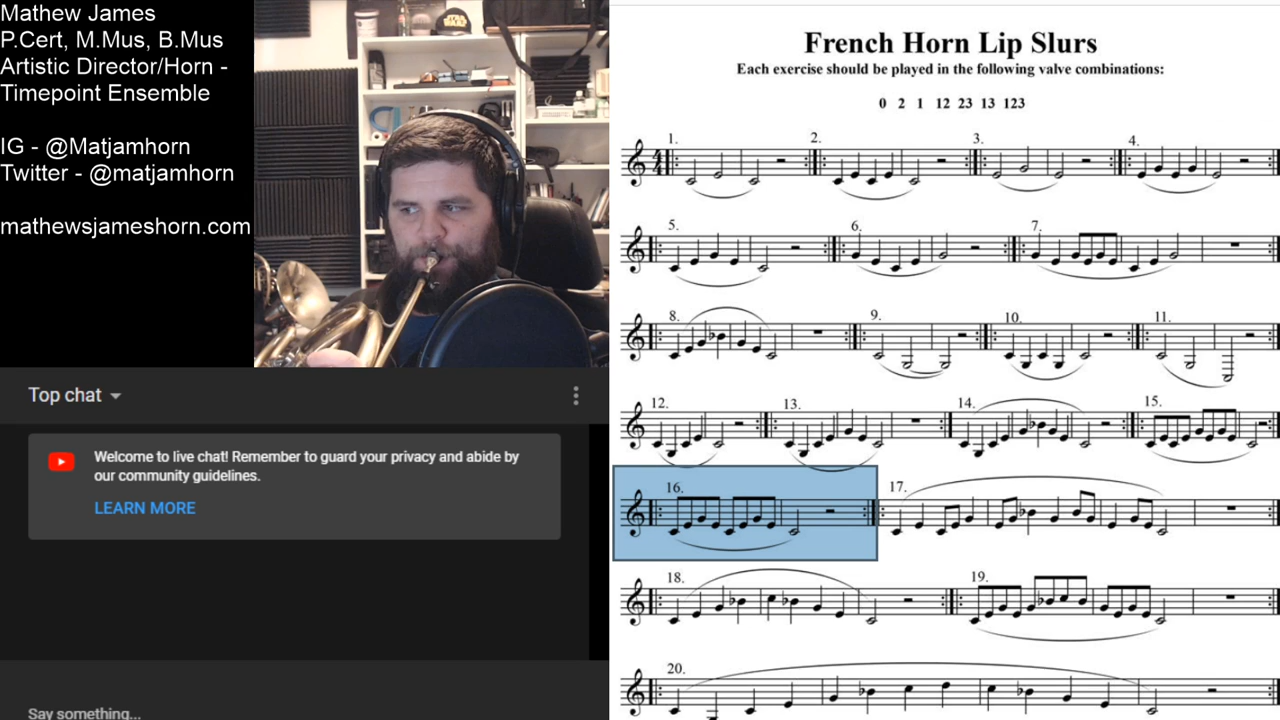 Mathew James
P.Cert, M.Mus, B.Mus
Artistic Director/Horn -
Timepoint Ensemble
IG - @Matjamhorn
Twitter - @matjamhorn
mathewsjameshorn.com
STAR
WARS
Top chat
Welcome to live chat! Remember to guard your privacy and abide by
our community guidelines.
LEARN MORE
Say something...
French Horn Lip Slurs
Each exercise should be played in the following valve combinations:
0 2 1 12 23 13 123
1. 2. 3. 4.
5. 6. 7.
8. 9. 10. 11.
12. 13. 14. 15.
16. 17.
18. 19.
20.